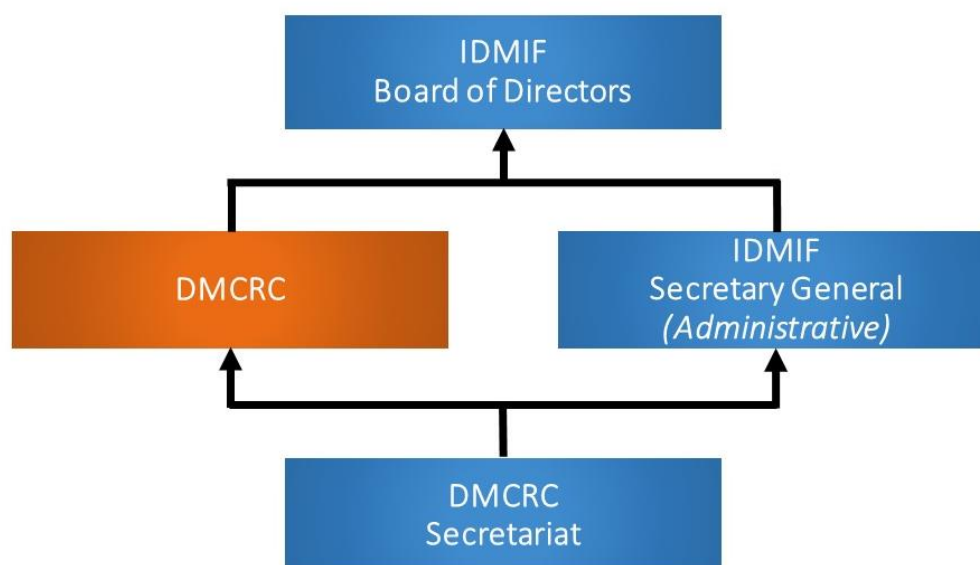 IDMIF
Board of Directors
DMCRC
IDMIF
Secretary General
(Administrative)
DMCRC
Secretariat